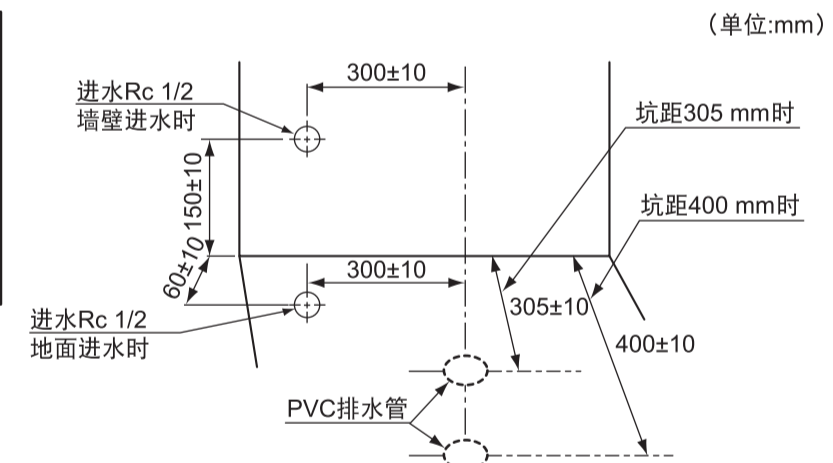 （单位:mm）
300±10
进水Rc 1/2
墙壁进水时
坑距305 mm时
150±10
坑距400 mm时
60±10
300±10
305±10
进水Rc 1/2
地面进水时
400±10
PVC排水管